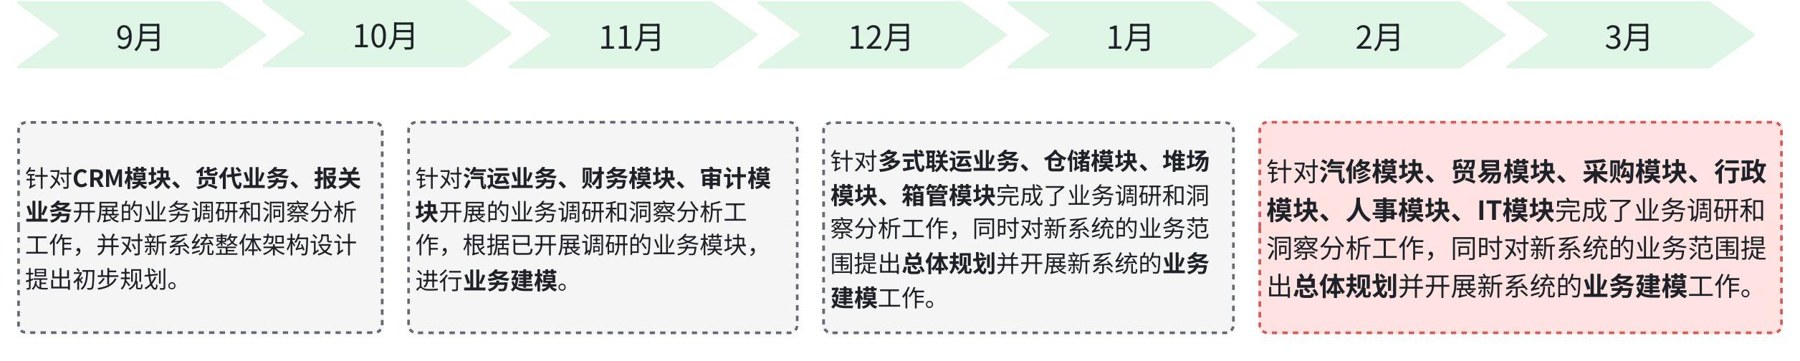 9月
10月
11月
12月
1月
2月
3月
针对CRM模块、货代业务、报关
业务开展的业务调研和洞察分析
工作，并对新系统整体架构设计
提出初步规划。
针对汽运业务、财务模块、审计模
块开展的业务调研和洞察分析工
作，根据已开展调研的业务模块，
进行业务建模。
针对多式联运业务、仓储模块、堆场
模块、箱管模块完成了业务调研和洞
察分析工作，同时对新系统的业务范
围提出总体规划并开展新系统的业务
建模工作。
针对汽修模块、贸易模块、采购模块、行政
模块、人事模块、IT模块完成了业务调研和
洞察分析工作，同时对新系统的业务范围提
出总体规划并开展新系统的业务建模工作。